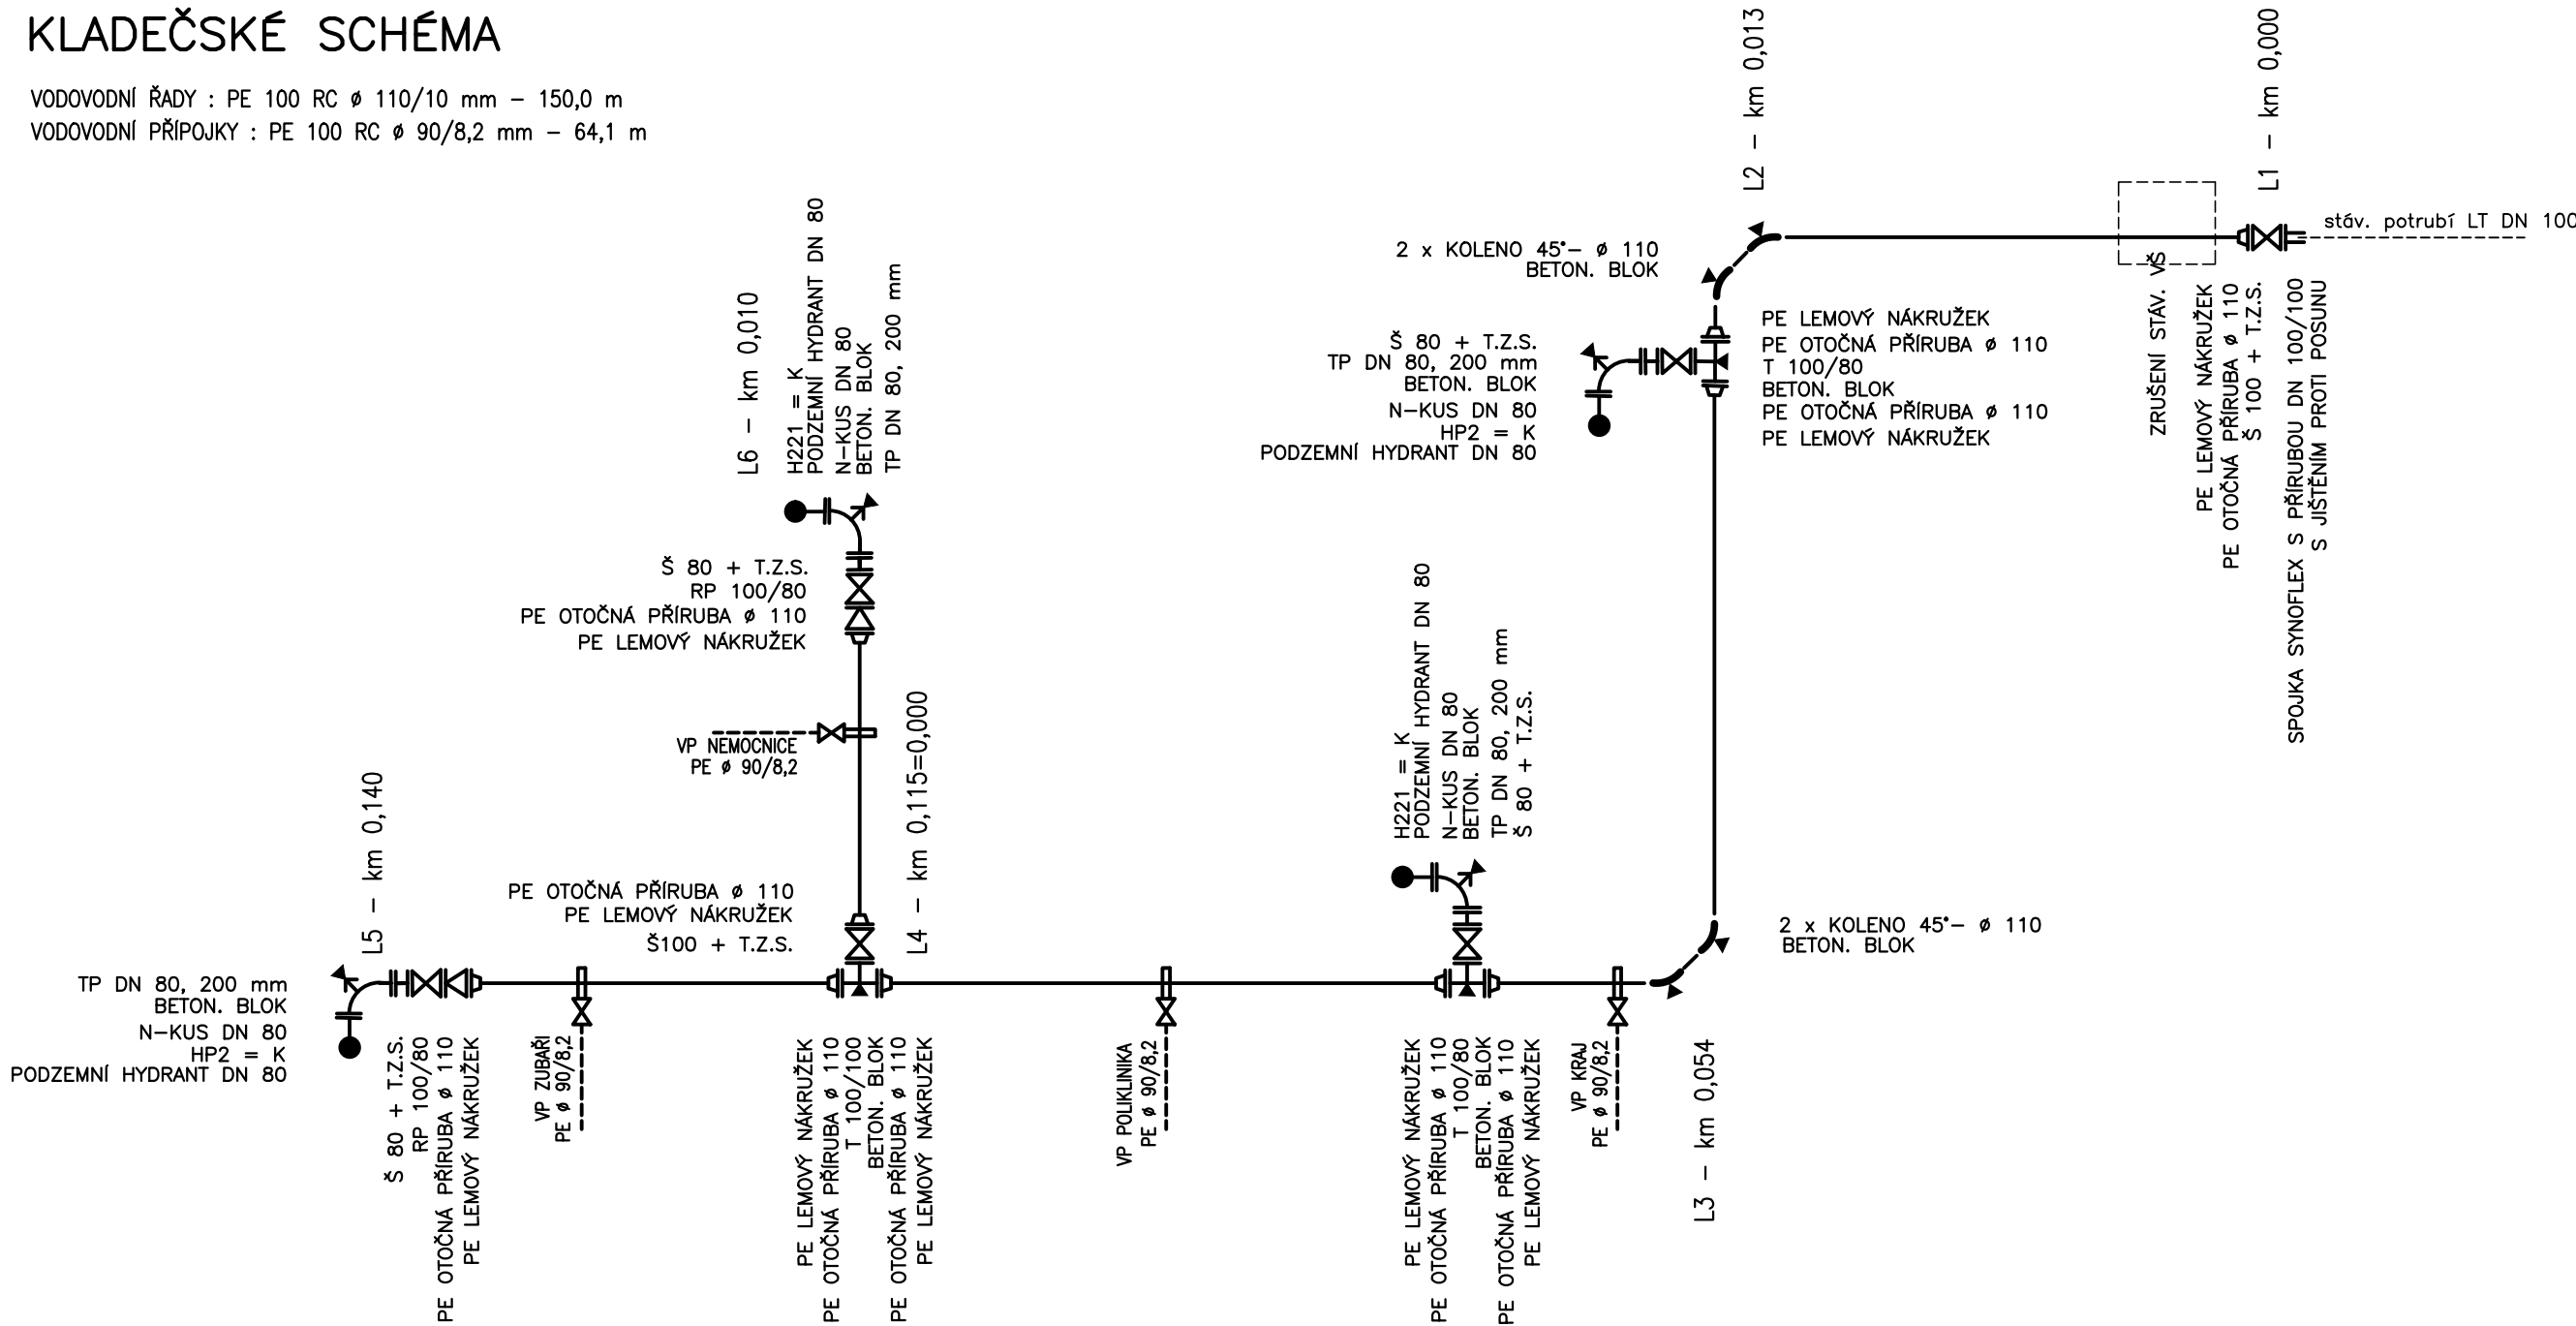 KLADEČSKÉ SCHÉMA
VODOVODNÍ ŘADY : PE 100 RC ø 110/10 mm – 150,0 m
VODOVODNÍ PŘÍPOJKY : PE 100 RC ø 90/8,2 mm – 64,1 m
L2 – km 0,013
L1 – km 0,000
stáv. potrubí LT DN 100
2 x KOLENO 45°– ø 110
BETON. BLOK
ZRUŠENÍ STÁV. VŠ
PE LEMOVÝ NÁKRUŽEK
PE OTOČNÁ PŘÍRUBA ø 110
Š 100 + T.Z.S.
SPOJKA SYNOFLEX S PŘÍRUBOU DN 100/100
S JIŠTĚNÍM PROTI POSUNU
Š 80 + T.Z.S.
TP DN 80, 200 mm
BETON. BLOK
N–KUS DN 80
HP2 = K
PODZEMNÍ HYDRANT DN 80
PE LEMOVÝ NÁKRUŽEK
PE OTOČNÁ PŘÍRUBA ø 110
T 100/80
BETON. BLOK
PE OTOČNÁ PŘÍRUBA ø 110
PE LEMOVÝ NÁKRUŽEK
L6 – km 0,010
H221 = K
PODZEMNÍ HYDRANT DN 80
N–KUS DN 80
BETON. BLOK
TP DN 80, 200 mm
Š 80 + T.Z.S.
RP 100/80
PE OTOČNÁ PŘÍRUBA ø 110
PE LEMOVÝ NÁKRUŽEK
VP NEMOCNICE
PE ø 90/8,2
L4 – km 0,115=0,000
PE OTOČNÁ PŘÍRUBA ø 110
PE LEMOVÝ NÁKRUŽEK
Š100 + T.Z.S.
H221 = K
PODZEMNÍ HYDRANT DN 80
N–KUS DN 80
BETON. BLOK
TP DN 80, 200 mm
Š 80 + T.Z.S.
2 x KOLENO 45°– ø 110
BETON. BLOK
L5 – km 0,140
TP DN 80, 200 mm
BETON. BLOK
N–KUS DN 80
HP2 = K
PODZEMNÍ HYDRANT DN 80
Š 80 + T.Z.S.
RP 100/80
PE OTOČNÁ PŘÍRUBA ø 110
PE LEMOVÝ NÁKRUŽEK
VP ZUBAŘI
PE ø 90/8,2
PE LEMOVÝ NÁKRUŽEK
PE OTOČNÁ PŘÍRUBA ø 110
T 100/100
BETON. BLOK
PE OTOČNÁ PŘÍRUBA ø 110
PE LEMOVÝ NÁKRUŽEK
VP POLIKLINIKA
PE ø 90/8,2
PE LEMOVÝ NÁKRUŽEK
PE OTOČNÁ PŘÍRUBA ø 110
T 100/80
BETON. BLOK
PE OTOČNÁ PŘÍRUBA ø 110
PE LEMOVÝ NÁKRUŽEK
VP KRAJ
PE ø 90/8,2
L3 – km 0,054